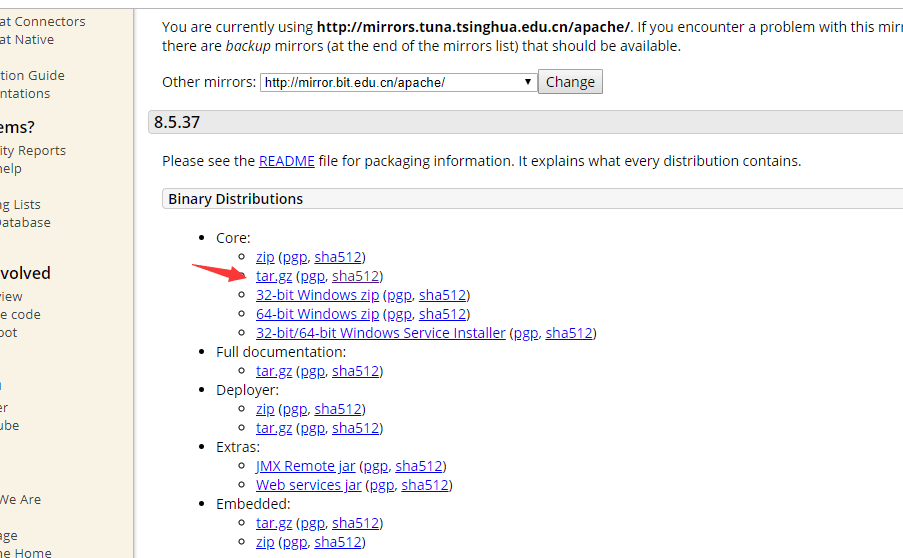 at Connectors
at Native
tion Guide
entations
ems?
ity Reports
elp
g Lists
Database
volved
iew
e code
oot
er
ube
We Are
age
e Home
You are currently using http://mirrors.tuna.tsinghua.edu.cn/apache/. If you encounter a problem with this mirr
there are backup mirrors (at the end of the mirrors list) that should be available.
Other mirrors: http://mirror.bit.edu.cn/apache/ Change
8.5.37
Please see the README file for packaging information. It explains what every distribution contains.
Binary Distributions
Core:
zip (pgp, sha512)
tar.gz (pgp, sha512)
32-bit Windows zip (pgp, sha512)
64-bit Windows zip (pgp, sha512)
32-bit/64-bit Windows Service Installer (pgp, sha512)
Full documentation:
tar.gz (pgp, sha512)
Deployer:
zip (pgp, sha512)
tar.gz (pgp, sha512)
Extras:
JMX Remote jar (pgp, sha512)
Web services jar (pgp, sha512)
Embedded:
tar.gz (pgp, sha512)
zip (pgp, sha512)